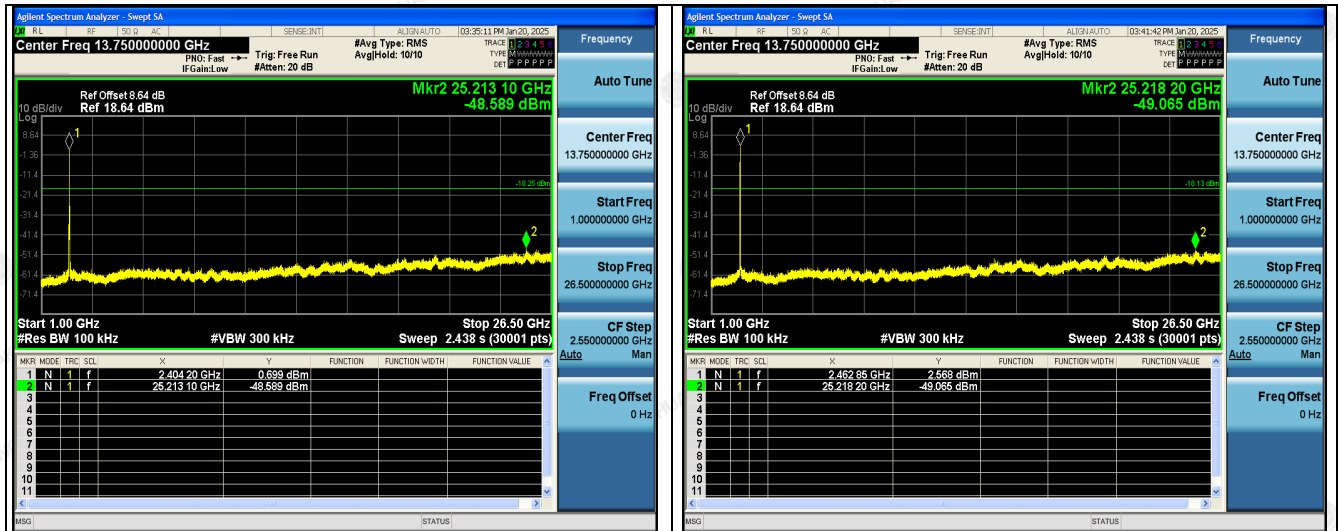 Agilent Spectrum Analyzer - Swept SA
RL RF 50 Ω AC SENSE:INT ALIGNAUTO 03:35:11 PM Jan 20, 2025
Center Freq 13.750000000 GHz
PNO: Fast
IFGain:Low
Trig: Free Run
#Atten: 20 dB
#Avg Type: RMS
Avg|Hold: 10/10
TRACE 1 2 3 4 5 6
TYPE M
DET P P P P P P
Ref Offset 8.64 dB
10 dB/div Ref 18.64 dBm
Log
Mkr2 25.213 10 GHz
-48.589 dBm
8.64
-1.36
-11.4
-21.4
-31.4
-41.4
-51.4
-61.4
-71.4
1
-18.25 dBm
2
Start 1.00 GHz Stop 26.50 GHz
#Res BW 100 kHz #VBW 300 kHz Sweep 2.438 s (30001 pts)
MKR MODE TRC SCL X Y FUNCTION FUNCTION WIDTH FUNCTION VALUE
1 N 1 f 2.404 20 GHz 0.699 dBm
2 N 1 f 25.213 10 GHz -48.589 dBm
3
4
5
6
7
8
9
10
11
MSG STATUS
Frequency
Auto Tune
Center Freq
13.750000000 GHz
Start Freq
1.000000000 GHz
Stop Freq
26.500000000 GHz
CF Step
2.550000000 GHz
Auto Man
Freq Offset
0 Hz
Agilent Spectrum Analyzer - Swept SA
RL RF 50 Ω AC SENSE:INT ALIGNAUTO 03:41:42 PM Jan 20, 2025
Center Freq 13.750000000 GHz
PNO: Fast
IFGain:Low
Trig: Free Run
#Atten: 20 dB
#Avg Type: RMS
Avg|Hold: 10/10
TRACE 1 2 3 4 5 6
TYPE M
DET P P P P P P
Ref Offset 8.64 dB
10 dB/div Ref 18.64 dBm
Log
Mkr2 25.218 20 GHz
-49.065 dBm
8.64
-1.36
-11.4
-21.4
-31.4
-41.4
-51.4
-61.4
-71.4
1
-18.13 dBm
2
Start 1.00 GHz Stop 26.50 GHz
#Res BW 100 kHz #VBW 300 kHz Sweep 2.438 s (30001 pts)
MKR MODE TRC SCL X Y FUNCTION FUNCTION WIDTH FUNCTION VALUE
1 N 1 f 2.462 85 GHz 2.568 dBm
2 N 1 f 25.218 20 GHz -49.065 dBm
3
4
5
6
7
8
9
10
11
MSG STATUS
Frequency
Auto Tune
Center Freq
13.750000000 GHz
Start Freq
1.000000000 GHz
Stop Freq
26.500000000 GHz
CF Step
2.550000000 GHz
Auto Man
Freq Offset
0 Hz